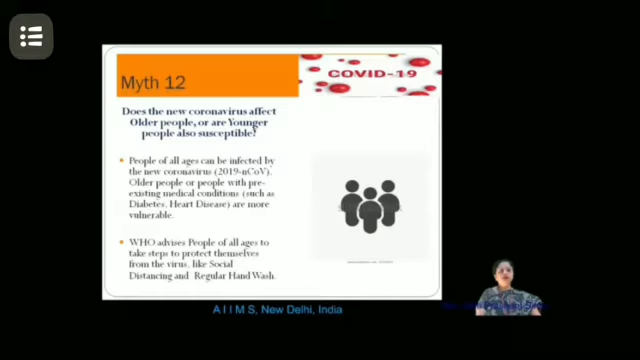 Myth 12
COVID-19
Does the new coronavirus affect
Older people, or are Younger
people also susceptible?
People of all ages can be infected by
the new coronavirus (2019-nCoV).
Older people or people with pre-
existing medical conditions (such as
Diabetes, Heart Disease) are more
vulnerable.
WHO advises People of all ages to
take steps to protect themselves
from the virus, like Social
Distancing and Regular Hand Wash.
A I I M S, New Delhi, India